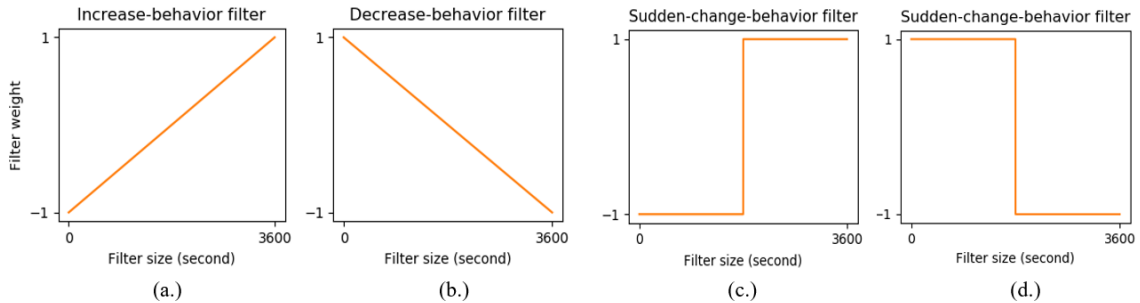 Increase-behavior filter
Decrease-behavior filter
Sudden-change-behavior filter
Sudden-change-behavior filter
Filter weight
1
−1
0
3600
Filter size (second)
1
−1
0
3600
Filter size (second)
1
−1
0
3600
Filter size (second)
1
−1
0
3600
Filter size (second)
(a.)
(b.)
(c.)
(d.)